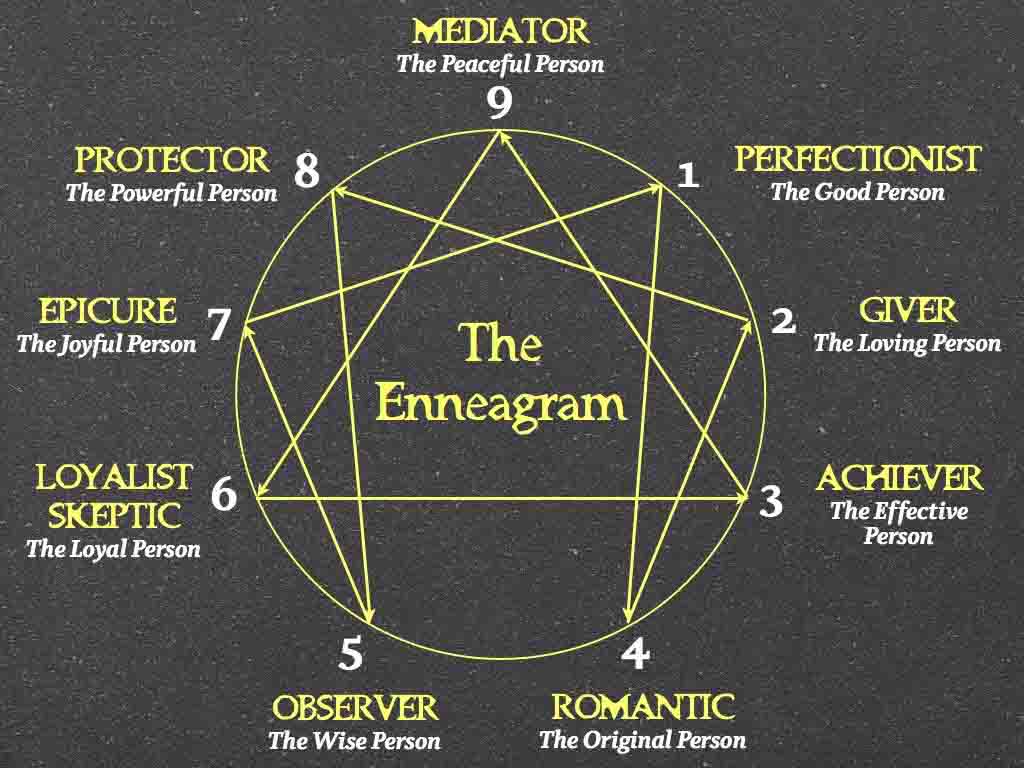 MEDIATOR
The Peaceful Person
9
PROTECTOR
The Powerful Person
8
1
PERFECTIONIST
The Good Person
EPICURE
The Joyful Person
7
2
GIVER
The Loving Person
The
Enneagram
LOYALIST
SKEPTIC
The Loyal Person
6
3
ACHIEVER
The Effective
Person
5
OBSERVER
The Wise Person
4
ROMANTIC
The Original Person